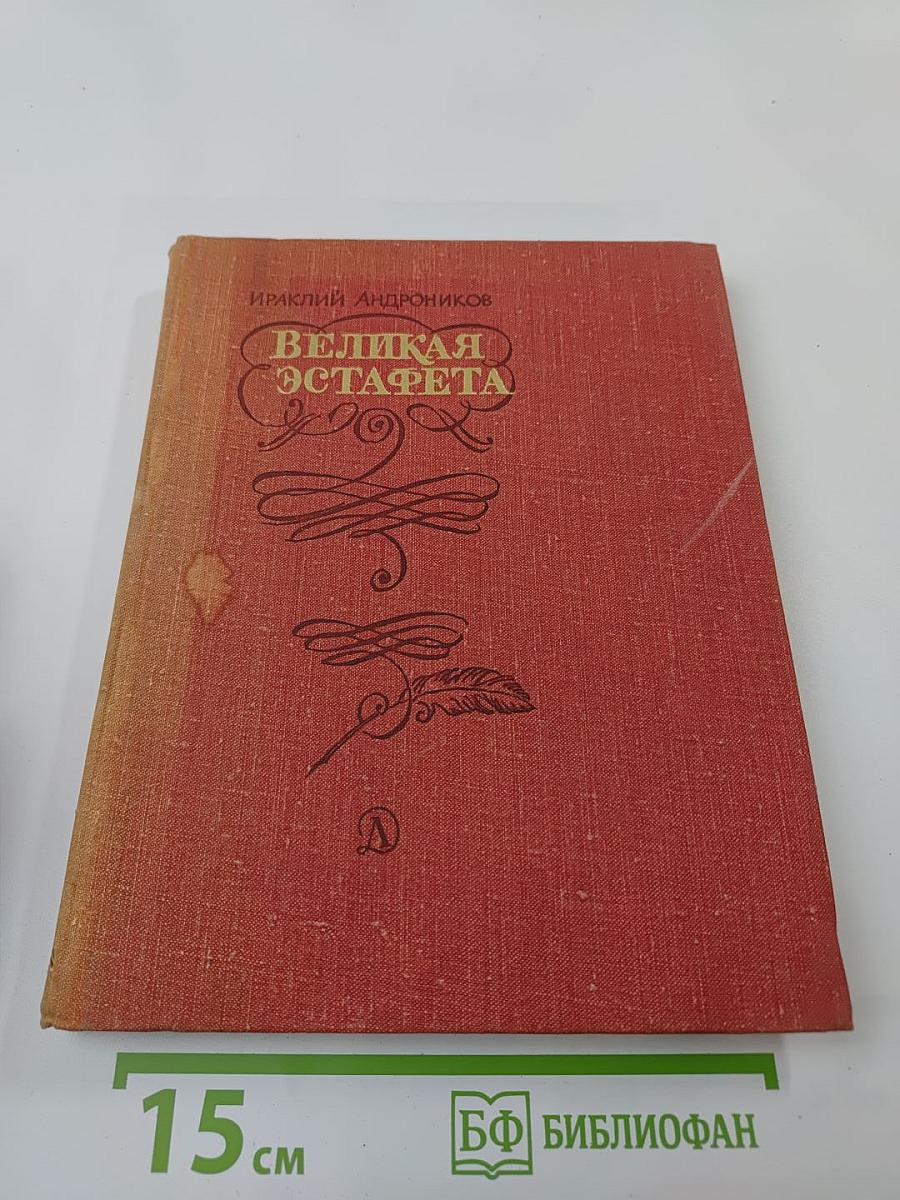 Ираклий Андроников
Великая
эстафета
Д
15 см
БФ БИБЛИОФАН